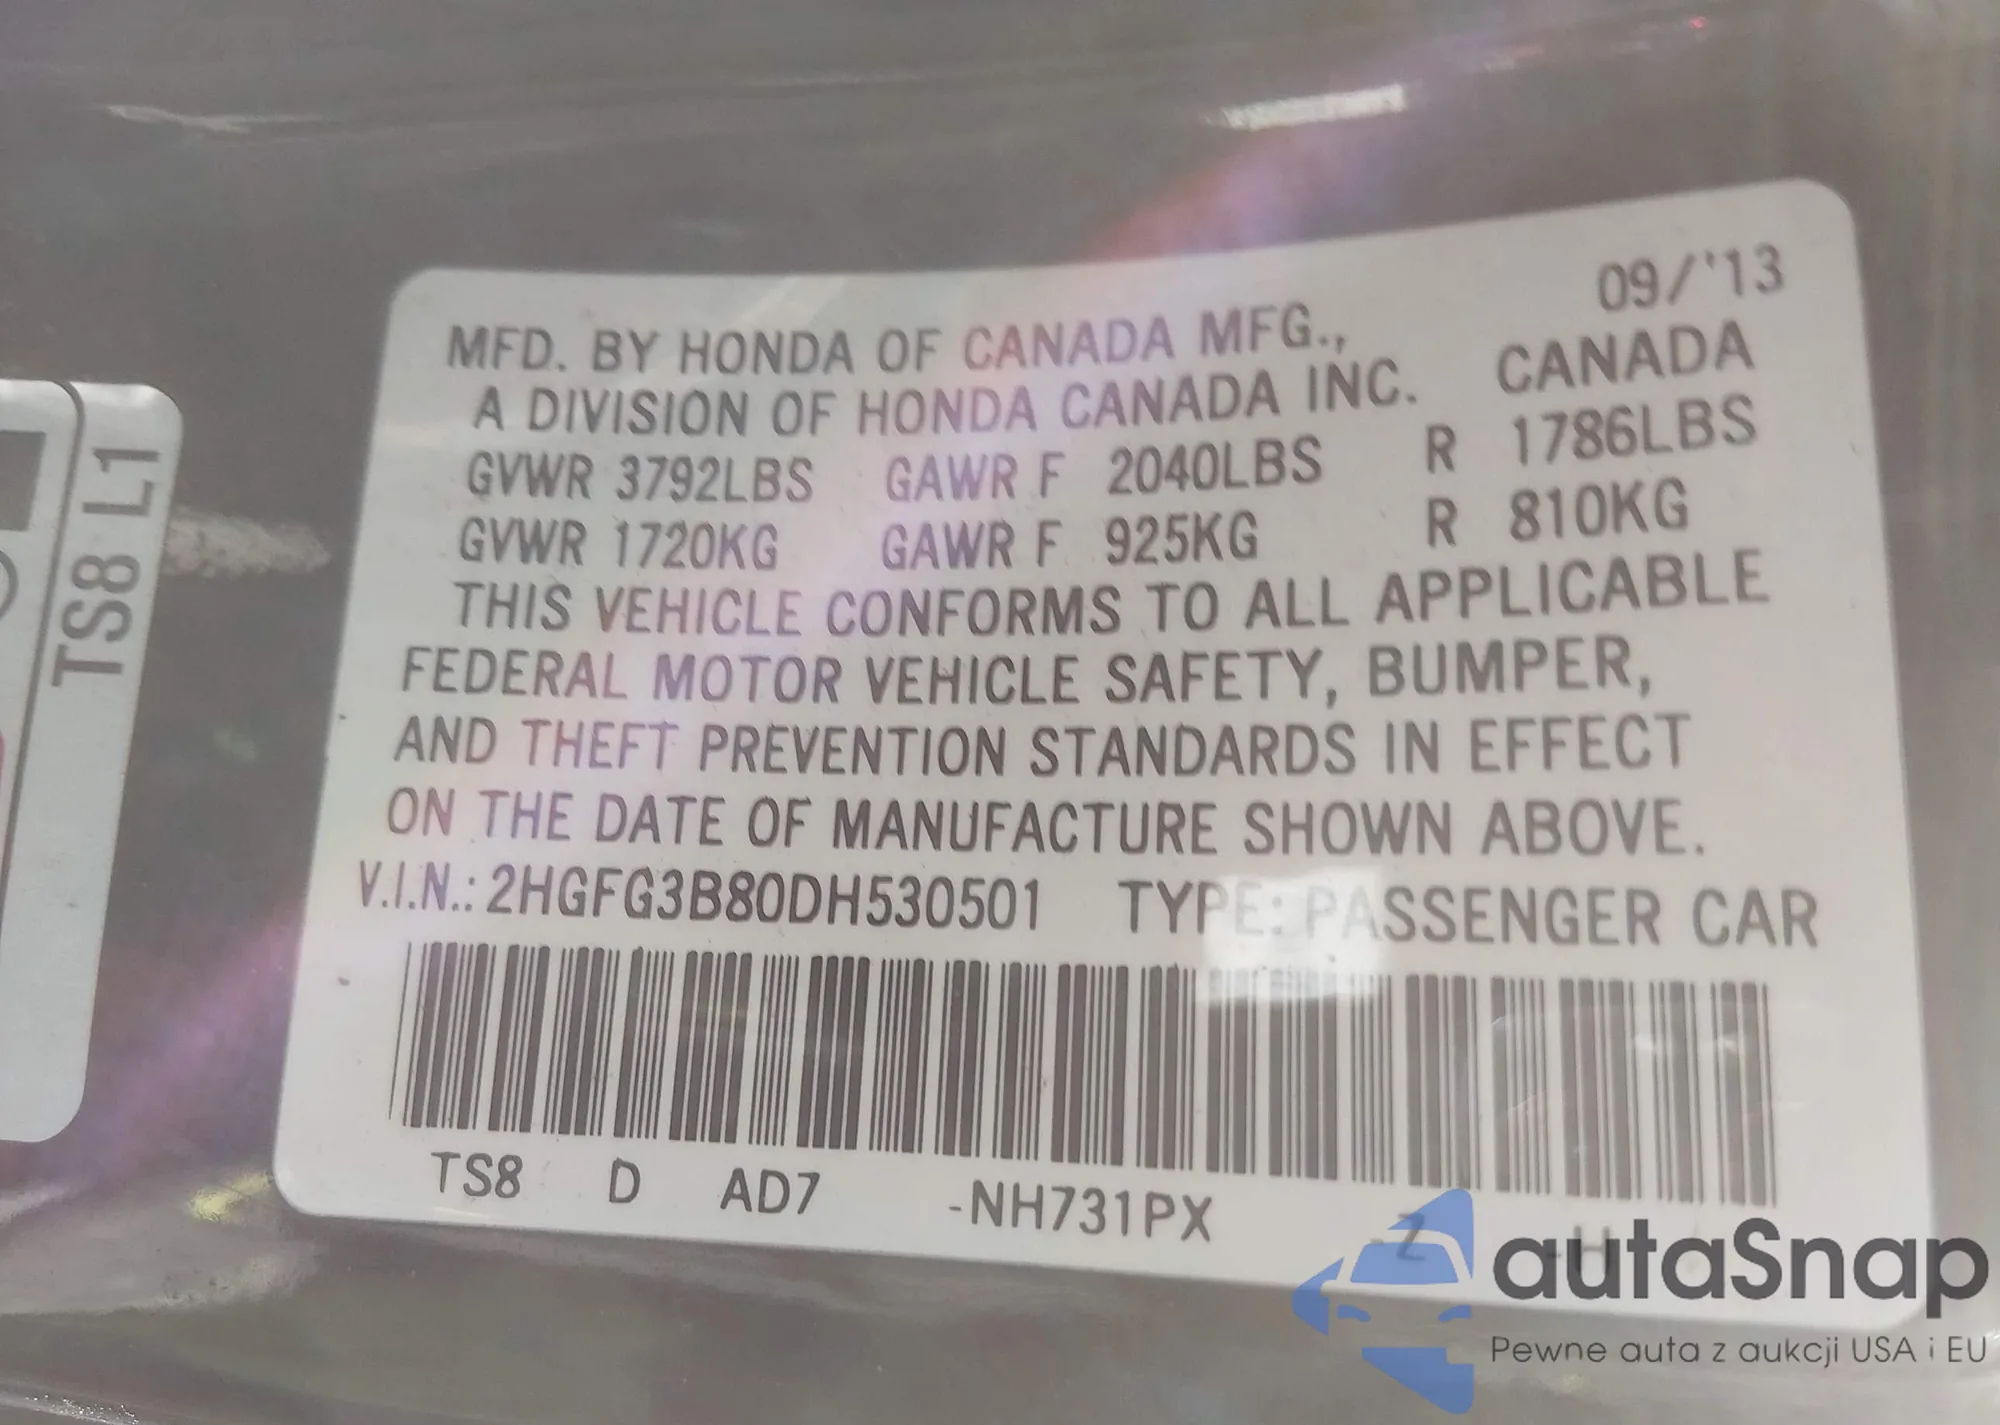 09/'13
MFD. BY HONDA OF CANADA MFG.,
A DIVISION OF HONDA CANADA INC. CANADA
GVWR 3792LBS GAWR F 2040LBS R 1786LBS
GVWR 1720KG GAWR F 925KG R 810KG
THIS VEHICLE CONFORMS TO ALL APPLICABLE
FEDERAL MOTOR VEHICLE SAFETY, BUMPER,
AND THEFT PREVENTION STANDARDS IN EFFECT
ON THE DATE OF MANUFACTURE SHOWN ABOVE.
V.I.N.: 2HGFG3B80DH530501 TYPE: PASSENGER CAR
TS8 D AD7 -NH731PX -Z -H
TS8 L1
autaSnap
Pewne auta z aukcji USA i EU